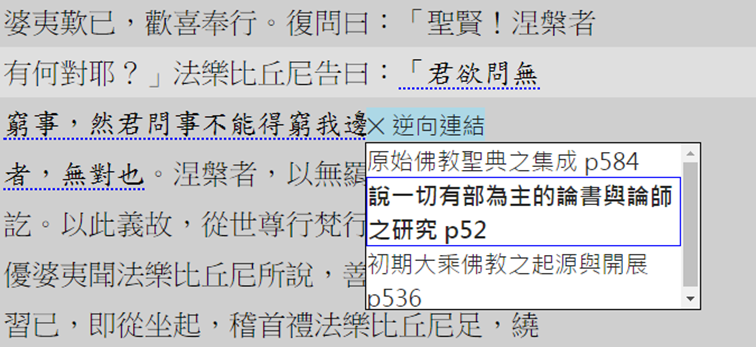 婆夷歎已，歡喜奉行。復問曰：「聖賢！涅槃者
有何對耶？」法樂比丘尼告曰：「君欲問無
窮事，然君問事不能得窮我邊
× 逆向連結
原始佛教聖典之集成 p584
說一切有部為主的論書與論師
之研究 p52
初期大乘佛教之起源與開展
p536
者，無對也。涅槃者，以無羂
訖。以此義故，從世尊行梵行
優婆夷聞法樂比丘尼所說，善
習已，即從坐起，稽首禮法樂比丘尼足，繞